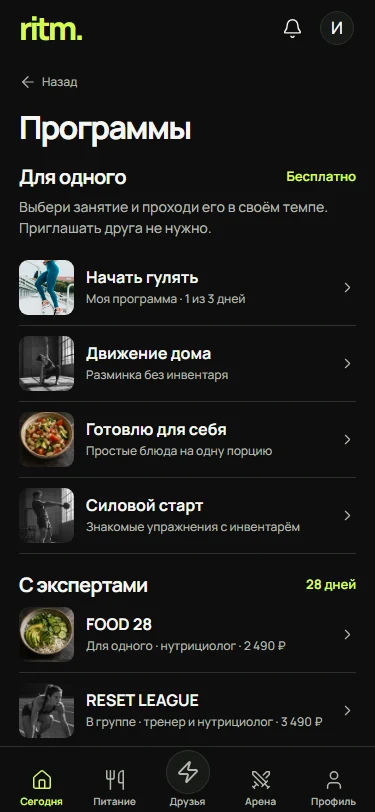 ritm.
И
Назад
Программы
Для одного
Бесплатно
Выбери занятие и проходи его в своём темпе.
Приглашать друга не нужно.
Начать гулять
Моя программа · 1 из 3 дней
Движение дома
Разминка без инвентаря
Готовлю для себя
Простые блюда на одну порцию
Силовой старт
Знакомые упражнения с инвентарём
С экспертами
28 дней
FOOD 28
Для одного · нутрициолог · 2 490 ₽
RESET LEAGUE
В группе · тренер и нутрициолог · 3 490 ₽
Сегодня
Питание
Друзья
Арена
Профиль